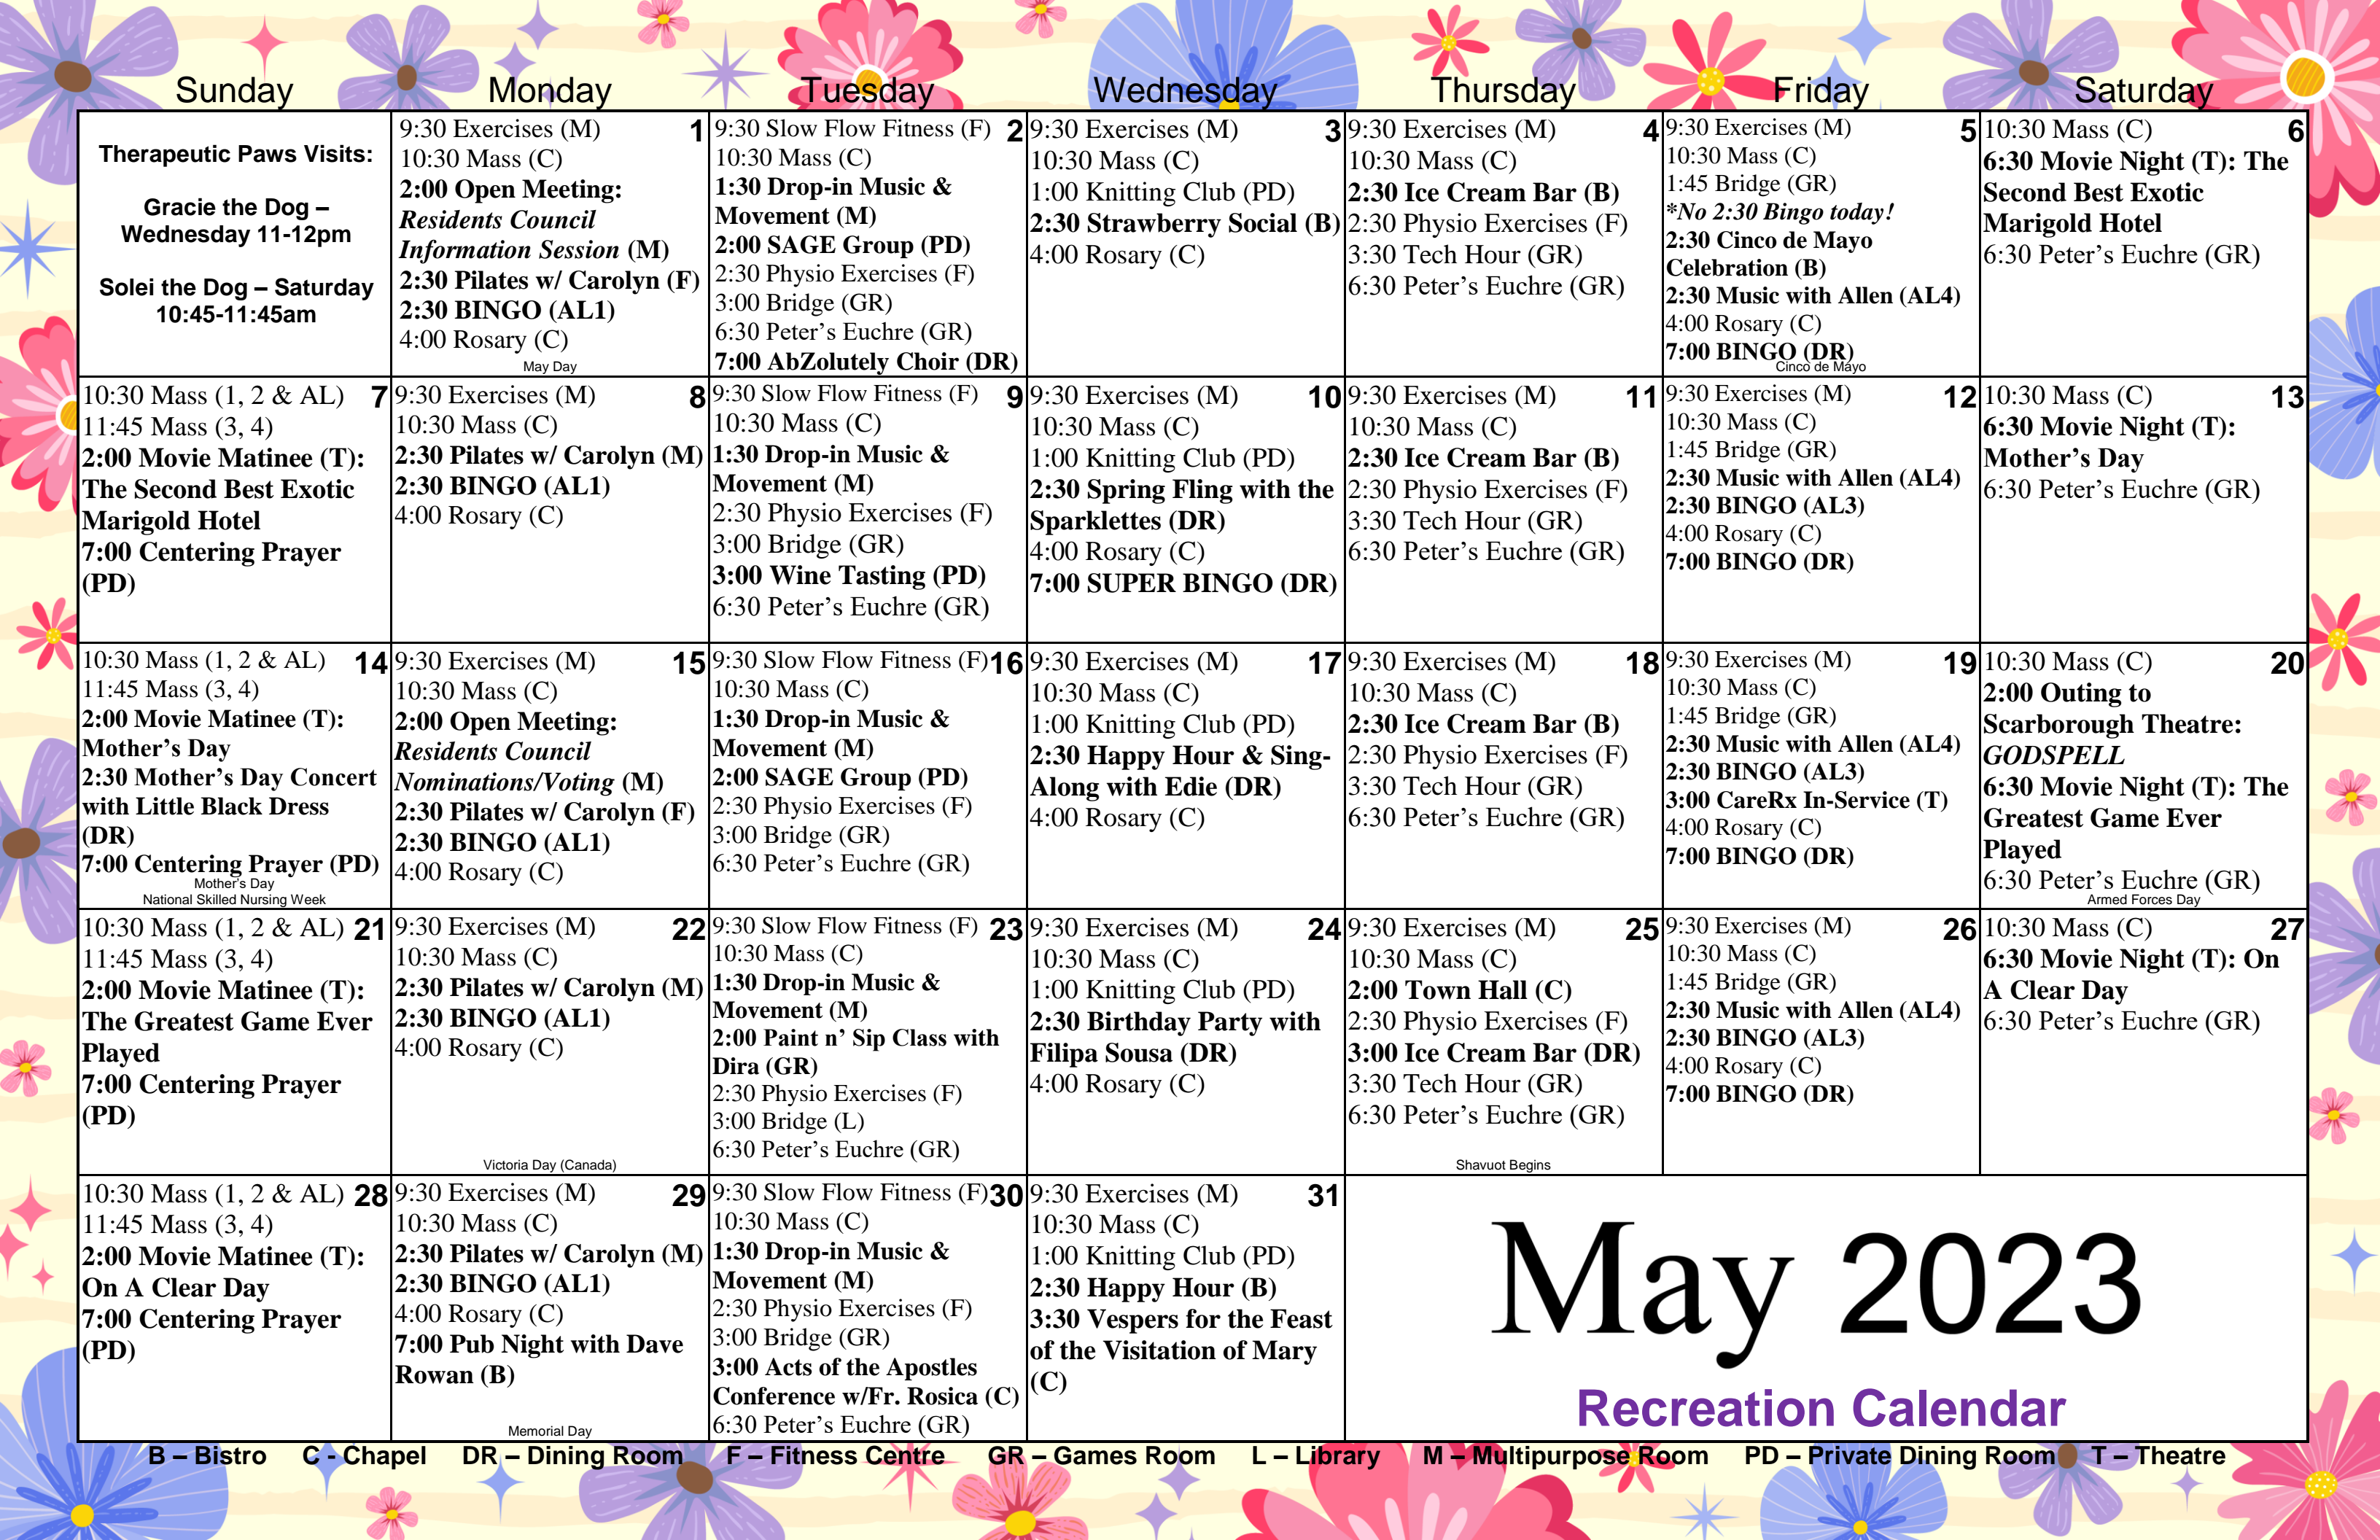 Sunday Monday Tuesday Wednesday Thursday Friday Saturday
Therapeutic Paws Visits:
Gracie the Dog –
Wednesday 11-12pm
Solei the Dog – Saturday
10:45-11:45am
1
9:30 Exercises (M)
10:30 Mass (C)
2:00 Open Meeting:
Residents Council
Information Session (M)
2:30 Pilates w/ Carolyn (F)
2:30 BINGO (AL1)
4:00 Rosary (C)
May Day
2
9:30 Slow Flow Fitness (F)
10:30 Mass (C)
1:30 Drop-in Music &
Movement (M)
2:00 SAGE Group (PD)
2:30 Physio Exercises (F)
3:00 Bridge (GR)
6:30 Peter's Euchre (GR)
7:00 AbZolutely Choir (DR)
3
9:30 Exercises (M)
10:30 Mass (C)
1:00 Knitting Club (PD)
2:30 Strawberry Social (B)
4:00 Rosary (C)
4
9:30 Exercises (M)
10:30 Mass (C)
2:30 Ice Cream Bar (B)
2:30 Physio Exercises (F)
3:30 Tech Hour (GR)
6:30 Peter's Euchre (GR)
5
9:30 Exercises (M)
10:30 Mass (C)
1:45 Bridge (GR)
*No 2:30 Bingo today!
2:30 Cinco de Mayo
Celebration (B)
2:30 Music with Allen (AL4)
4:00 Rosary (C)
7:00 BINGO (DR)
Cinco de Mayo
6
10:30 Mass (C)
6:30 Movie Night (T): The
Second Best Exotic
Marigold Hotel
6:30 Peter's Euchre (GR)
7
10:30 Mass (1, 2 & AL)
11:45 Mass (3, 4)
2:00 Movie Matinee (T):
The Second Best Exotic
Marigold Hotel
7:00 Centering Prayer
(PD)
8
9:30 Exercises (M)
10:30 Mass (C)
2:30 Pilates w/ Carolyn (M)
2:30 BINGO (AL1)
4:00 Rosary (C)
9
9:30 Slow Flow Fitness (F)
10:30 Mass (C)
1:30 Drop-in Music &
Movement (M)
2:30 Physio Exercises (F)
3:00 Bridge (GR)
3:00 Wine Tasting (PD)
6:30 Peter's Euchre (GR)
10
9:30 Exercises (M)
10:30 Mass (C)
1:00 Knitting Club (PD)
2:30 Spring Fling with the
Sparklettes (DR)
4:00 Rosary (C)
7:00 SUPER BINGO (DR)
11
9:30 Exercises (M)
10:30 Mass (C)
2:30 Ice Cream Bar (B)
2:30 Physio Exercises (F)
3:30 Tech Hour (GR)
6:30 Peter's Euchre (GR)
12
9:30 Exercises (M)
10:30 Mass (C)
1:45 Bridge (GR)
2:30 Music with Allen (AL4)
2:30 BINGO (AL3)
4:00 Rosary (C)
7:00 BINGO (DR)
13
10:30 Mass (C)
6:30 Movie Night (T):
Mother's Day
6:30 Peter's Euchre (GR)
14
10:30 Mass (1, 2 & AL)
11:45 Mass (3, 4)
2:00 Movie Matinee (T):
Mother's Day
2:30 Mother's Day Concert
with Little Black Dress
(DR)
7:00 Centering Prayer (PD)
Mother's Day
National Skilled Nursing Week
15
9:30 Exercises (M)
10:30 Mass (C)
2:00 Open Meeting:
Residents Council
Nominations/Voting (M)
2:30 Pilates w/ Carolyn (F)
2:30 BINGO (AL1)
4:00 Rosary (C)
16
9:30 Slow Flow Fitness (F)
10:30 Mass (C)
1:30 Drop-in Music &
Movement (M)
2:00 SAGE Group (PD)
2:30 Physio Exercises (F)
3:00 Bridge (GR)
6:30 Peter's Euchre (GR)
17
9:30 Exercises (M)
10:30 Mass (C)
1:00 Knitting Club (PD)
2:30 Happy Hour & Sing-
Along with Edie (DR)
4:00 Rosary (C)
18
9:30 Exercises (M)
10:30 Mass (C)
2:30 Ice Cream Bar (B)
2:30 Physio Exercises (F)
3:30 Tech Hour (GR)
6:30 Peter's Euchre (GR)
19
9:30 Exercises (M)
10:30 Mass (C)
1:45 Bridge (GR)
2:30 Music with Allen (AL4)
2:30 BINGO (AL3)
3:00 CareRx In-Service (T)
4:00 Rosary (C)
7:00 BINGO (DR)
20
10:30 Mass (C)
2:00 Outing to
Scarborough Theatre:
GODSPELL
6:30 Movie Night (T): The
Greatest Game Ever
Played
6:30 Peter's Euchre (GR)
Armed Forces Day
21
10:30 Mass (1, 2 & AL)
11:45 Mass (3, 4)
2:00 Movie Matinee (T):
The Greatest Game Ever
Played
7:00 Centering Prayer
(PD)
22
9:30 Exercises (M)
10:30 Mass (C)
2:30 Pilates w/ Carolyn (M)
2:30 BINGO (AL1)
4:00 Rosary (C)
Victoria Day (Canada)
23
9:30 Slow Flow Fitness (F)
10:30 Mass (C)
1:30 Drop-in Music &
Movement (M)
2:00 Paint n' Sip Class with
Dira (GR)
2:30 Physio Exercises (F)
3:00 Bridge (L)
6:30 Peter's Euchre (GR)
24
9:30 Exercises (M)
10:30 Mass (C)
1:00 Knitting Club (PD)
2:30 Birthday Party with
Filipa Sousa (DR)
4:00 Rosary (C)
25
9:30 Exercises (M)
10:30 Mass (C)
2:00 Town Hall (C)
2:30 Physio Exercises (F)
3:00 Ice Cream Bar (DR)
3:30 Tech Hour (GR)
6:30 Peter's Euchre (GR)
Shavuot Begins
26
9:30 Exercises (M)
10:30 Mass (C)
1:45 Bridge (GR)
2:30 Music with Allen (AL4)
2:30 BINGO (AL3)
4:00 Rosary (C)
7:00 BINGO (DR)
27
10:30 Mass (C)
6:30 Movie Night (T): On
A Clear Day
6:30 Peter's Euchre (GR)
28
10:30 Mass (1, 2 & AL)
11:45 Mass (3, 4)
2:00 Movie Matinee (T):
On A Clear Day
7:00 Centering Prayer
(PD)
29
9:30 Exercises (M)
10:30 Mass (C)
2:30 Pilates w/ Carolyn (M)
2:30 BINGO (AL1)
4:00 Rosary (C)
7:00 Pub Night with Dave
Rowan (B)
Memorial Day
30
9:30 Slow Flow Fitness (F)
10:30 Mass (C)
1:30 Drop-in Music &
Movement (M)
2:30 Physio Exercises (F)
3:00 Bridge (GR)
3:00 Acts of the Apostles
Conference w/Fr. Rosica (C)
6:30 Peter's Euchre (GR)
31
9:30 Exercises (M)
10:30 Mass (C)
1:00 Knitting Club (PD)
2:30 Happy Hour (B)
3:30 Vespers for the Feast
of the Visitation of Mary
(C)
May 2023
Recreation Calendar
B – Bistro C - Chapel DR – Dining Room F – Fitness Centre GR – Games Room L – Library M – Multipurpose Room PD – Private Dining Room T – Theatre